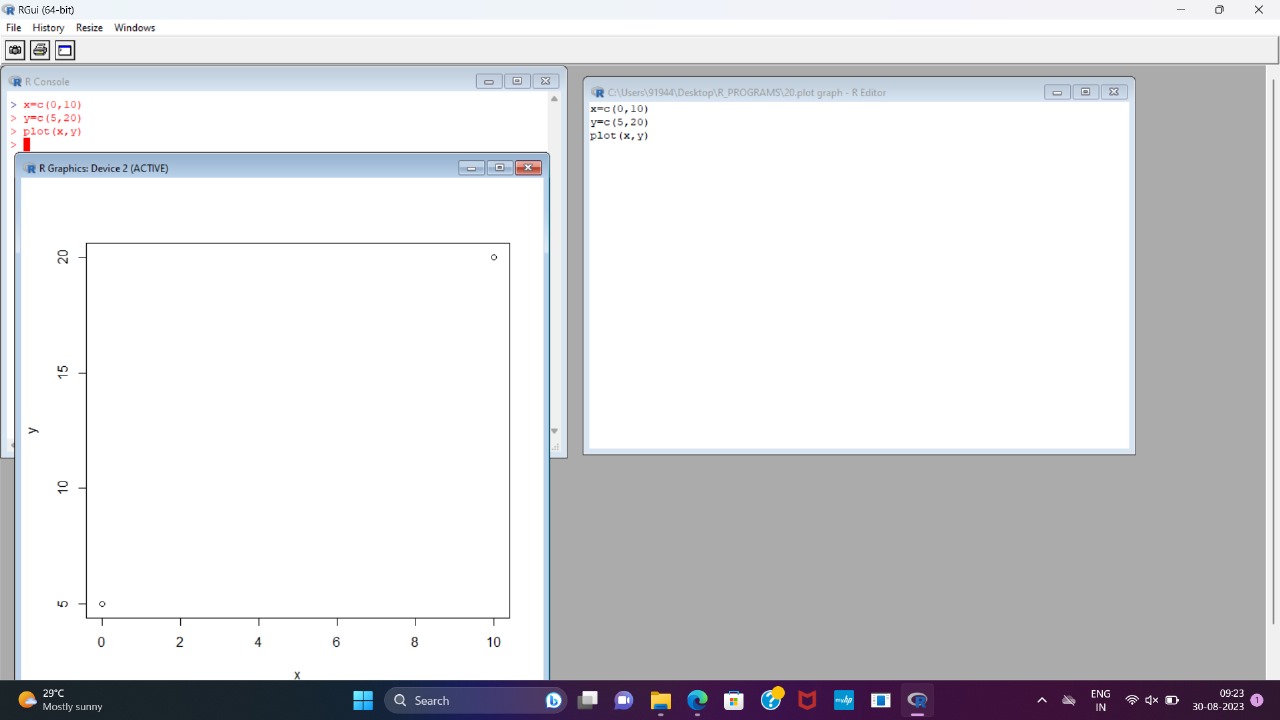 RGui (64-bit)
File History Resize Windows
R Console
> x=c(0,10)
> y=c(5,20)
> plot(x,y)
>
R Graphics: Device 2 (ACTIVE)
20
15
10
5
y
0 2 4 6 8 10
x
C:\Users\91944\Desktop\R_PROGRAMS\20.plot graph - R Editor
x=c(0,10)
y=c(5,20)
plot(x,y)
29°C
Mostly sunny
Search
ENG
IN
09:23
30-08-2023
1